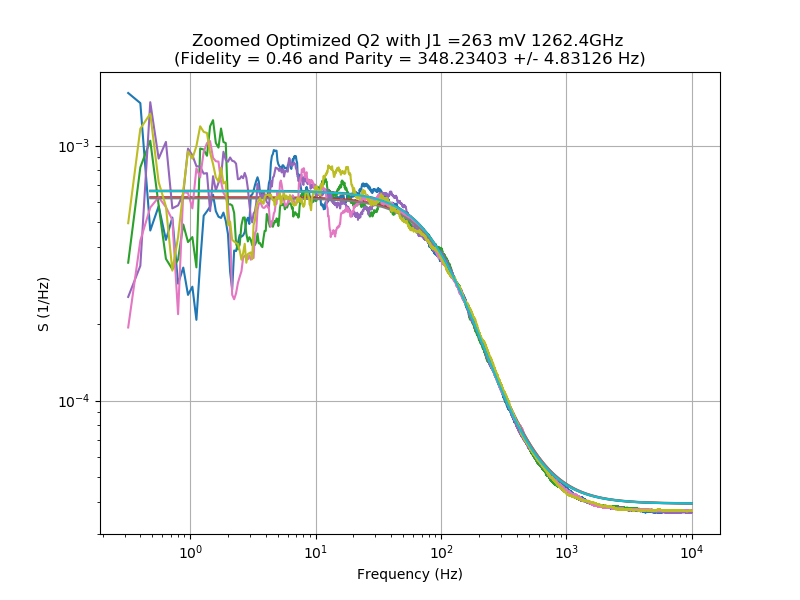 Zoomed Optimized Q2 with J1 =263 mV 1262.4GHz
(Fidelity = 0.46 and Parity = 348.23403 +/- 4.83126 Hz)
S (1/Hz)
10⁻³
10⁻⁴
10⁰ 10¹ 10² 10³ 10⁴
Frequency (Hz)